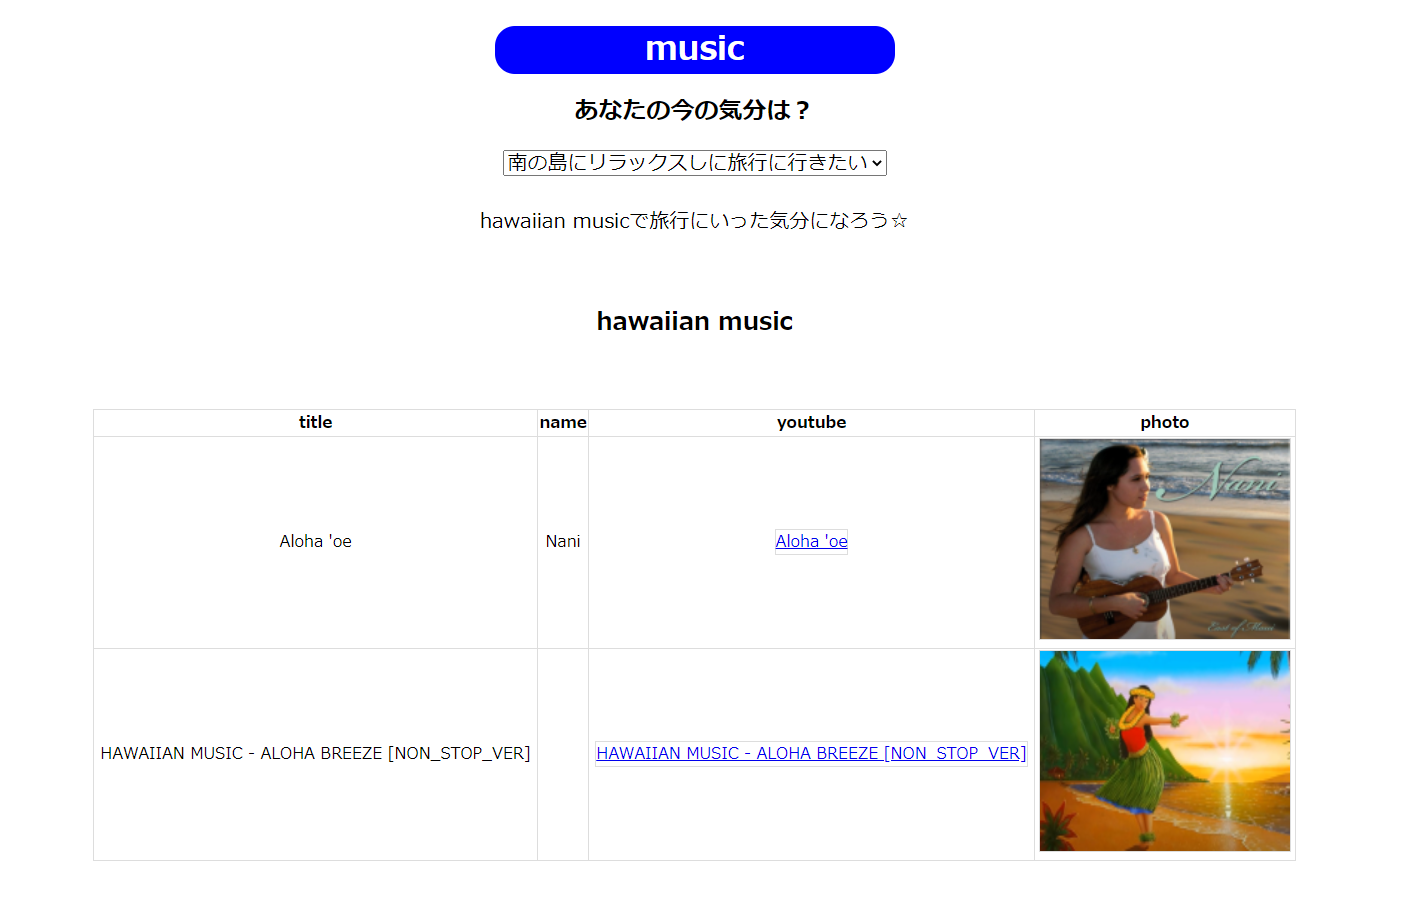 music
あなたの今の気分は？
南の島にリラックスしに旅行に行きたい
hawaiian musicで旅行にいった気分になろう☆
hawaiian music
title name youtube photo
Aloha 'oe Nani Aloha 'oe
Nani
East of Maui
HAWAIIAN MUSIC - ALOHA BREEZE [NON_STOP_VER] HAWAIIAN MUSIC - ALOHA BREEZE [NON_STOP_VER]